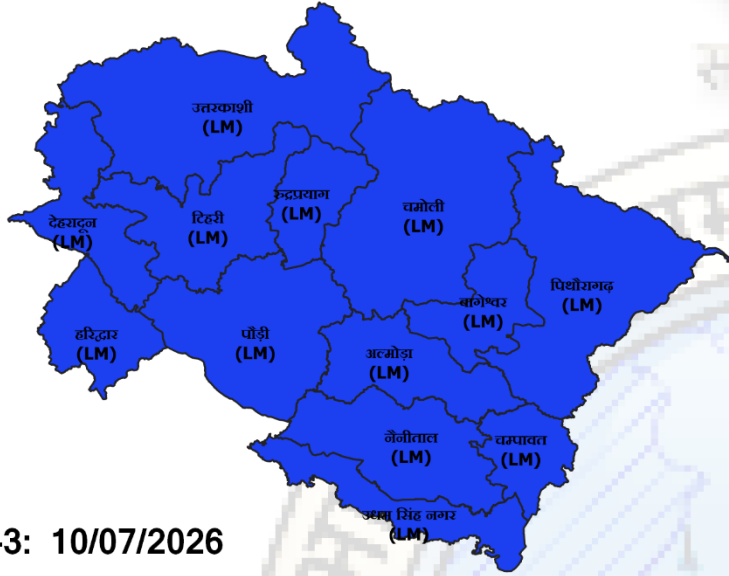 उत्तरकाशी
(LM)
रुद्रप्रयाग
(LM)
टिहरी
(LM)
चमोली
(LM)
देहरादून
(LM)
पिथौरागढ़
(LM)
बागेश्वर
(LM)
हरिद्वार
(LM)
पौड़ी
(LM)
अल्मोड़ा
(LM)
नैनीताल
(LM)
चम्पावत
(LM)
उधम सिंह नगर
(LM)
-3: 10/07/2026